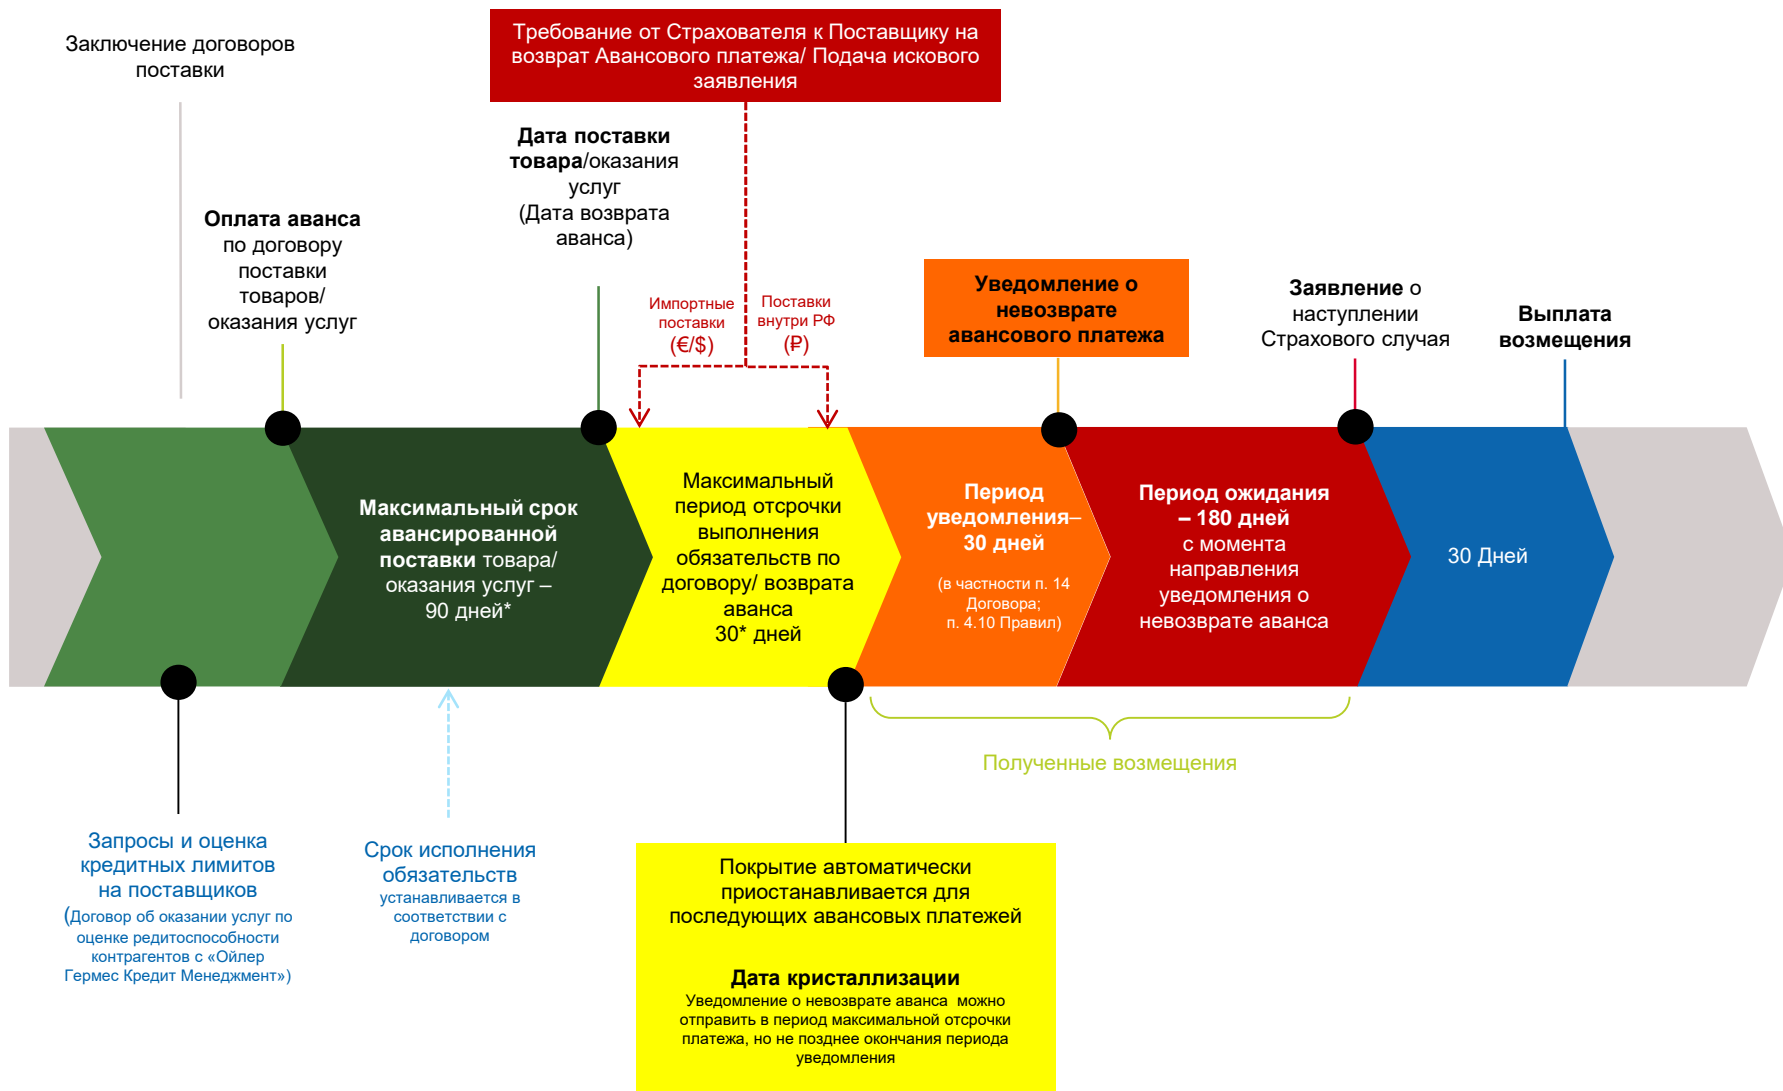 Заключение договоров
поставки
Требование от Страхователя к Поставщику на
возврат Авансового платежа/ Подача искового
заявления
Оплата аванса
по договору
поставки
товаров/
оказания услуг
Дата поставки
товара/оказания
услуг
(Дата возврата
аванса)
Импортные
поставки
(€/$)
Поставки
внутри РФ
(₽)
Уведомление о
невозврате
авансового платежа
Заявление о
наступлении
Страхового случая
Выплата
возмещения
Максимальный срок
авансированной
поставки товара/
оказания услуг –
90 дней*
Максимальный
период отсрочки
выполнения
обязательств по
договору/ возврата
аванса
30* дней
Период
уведомления–
30 дней
(в частности п. 14
Договора;
п. 4.10 Правил)
Период ожидания
– 180 дней
с момента
направления
уведомления о
невозврате аванса
30 Дней
Полученные возмещения
Запросы и оценка
кредитных лимитов
на поставщиков
(Договор об оказании услуг по
оценке редитоспособности
контрагентов с «Ойлер
Гермес Кредит Менеджмент»)
Срок исполнения
обязательств
устанавливается в
соответствии с
договором
Покрытие автоматически
приостанавливается для
последующих авансовых платежей
Дата кристаллизации
Уведомление о невозврате аванса  можно
отправить в период максимальной отсрочки
платежа, но не позднее окончания периода
уведомления